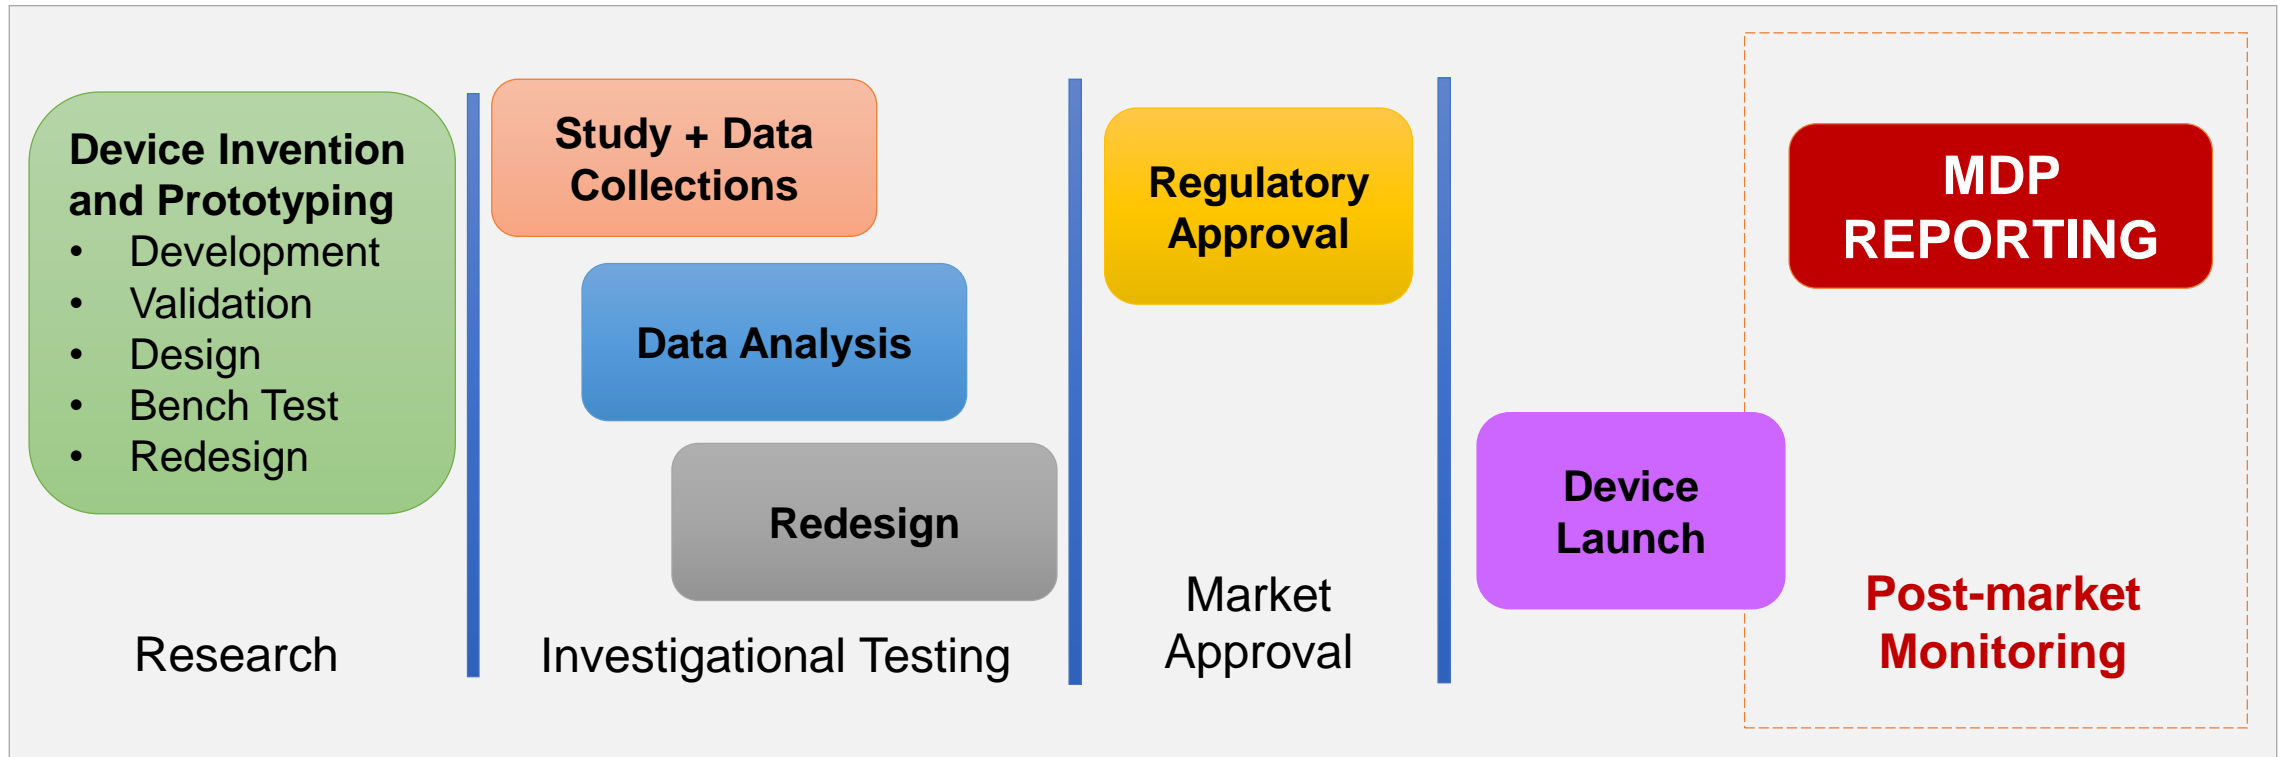 Device Invention
and Prototyping
• Development
• Validation
• Design
• Bench Test
• Redesign
Research
Study + Data
Collections
Data Analysis
Redesign
Investigational Testing
Regulatory
Approval
Market
Approval
Device
Launch
MDP
REPORTING
Post-market
Monitoring